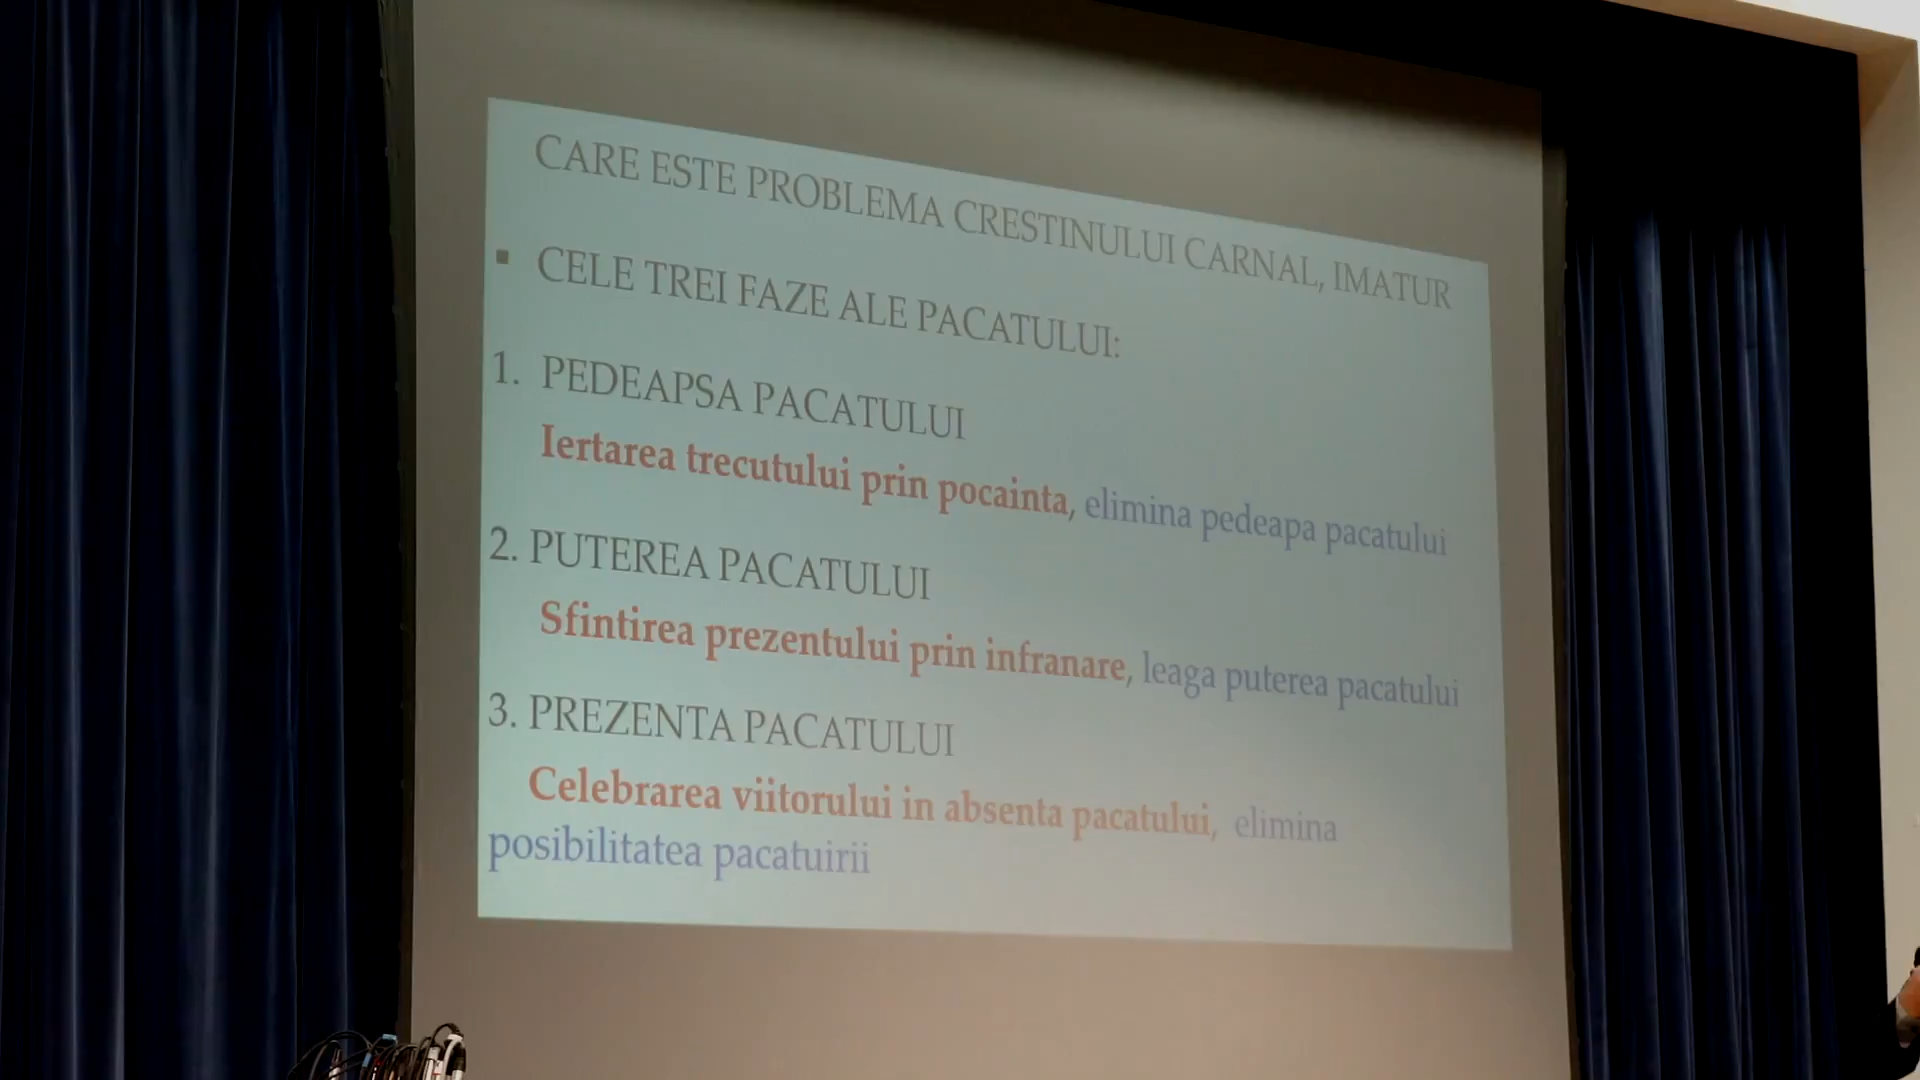 CARE ESTE PROBLEMA CRESTINULUI CARNAL, IMATUR
▪ CELE TREI FAZE ALE PACATULUI:
1. PEDEAPSA PACATULUI
Iertarea trecutului prin pocainta, elimina pedeapa pacatului
2. PUTEREA PACATULUI
Sfintirea prezentului prin infranare, leaga puterea pacatului
3. PREZENTA PACATULUI
Celebrarea viitorului in absenta pacatului, elimina
posibilitatea pacatuirii